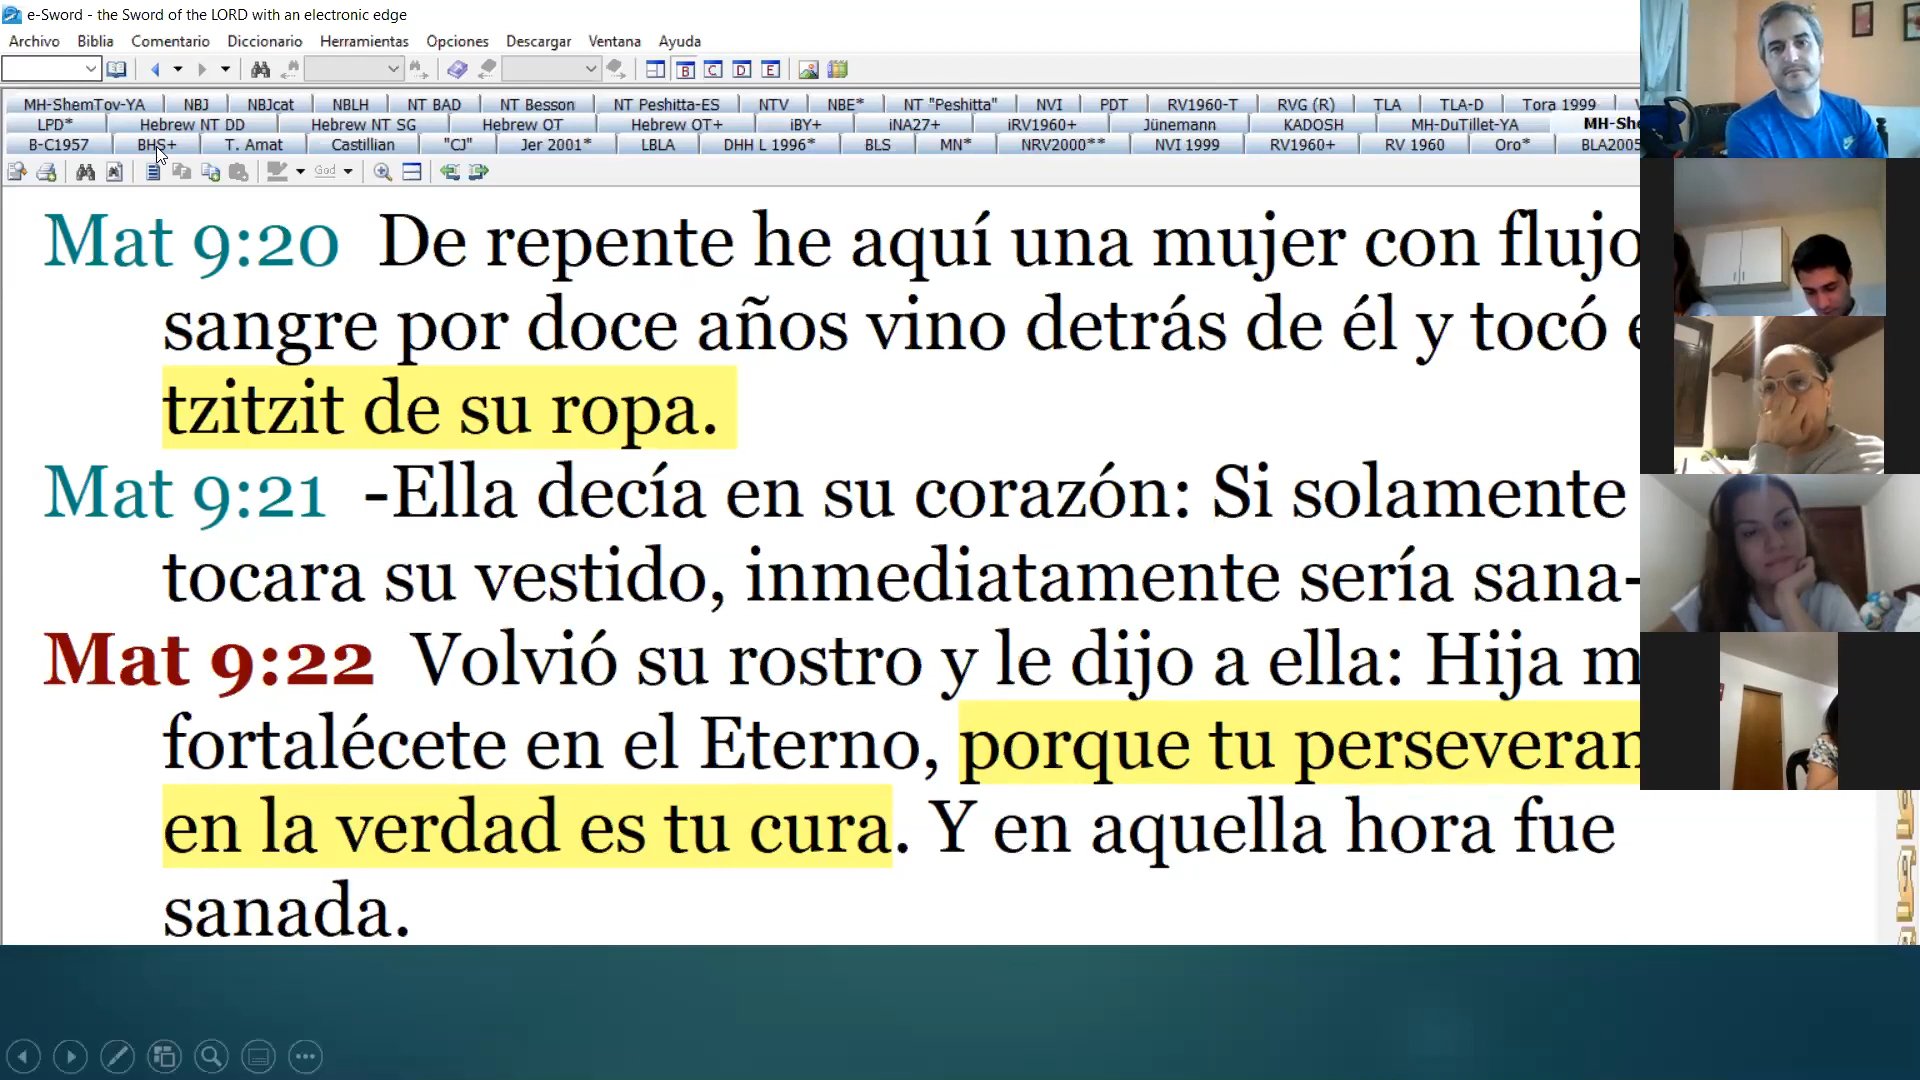 e-Sword - the Sword of the LORD with an electronic edge
Archivo Biblia Comentario Diccionario Herramientas Opciones Descargar Ventana Ayuda
B C D E
MH-ShemTov-YA NBJ NBJcat NBLH NT BAD NT Besson NT Peshitta-ES NTV NBE* NT "Peshitta" NVI PDT RV1960-T RVG (R) TLA TLA-D Tora 1999
LPD* Hebrew NT DD Hebrew NT SG Hebrew OT Hebrew OT+ iBY+ iNA27+ iRV1960+ Jünemann KADOSH MH-DuTillet-YA MH-She
B-C1957 BHS+ T. Amat Castillian "CJ" Jer 2001* LBLA DHH L 1996* BLS MN* NRV2000** NVI 1999 RV1960+ RV 1960 Oro* BLA2005
God
Mat 9:20 De repente he aquí una mujer con flujo
sangre por doce años vino detrás de él y tocó e
tzitzit de su ropa.
Mat 9:21 -Ella decía en su corazón: Si solamente
tocara su vestido, inmediatamente sería sana-
Mat 9:22 Volvió su rostro y le dijo a ella: Hija m
fortalécete en el Eterno, porque tu perseveran
en la verdad es tu cura. Y en aquella hora fue
sanada.